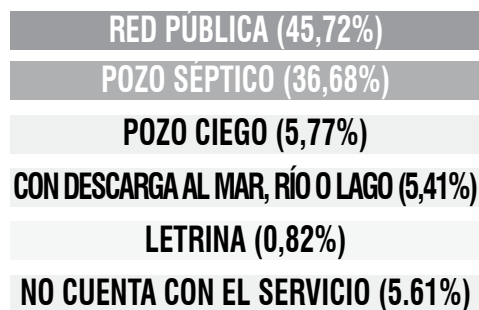 RED PÚBLICA (45,72%)
POZO SÉPTICO (36,68%)
POZO CIEGO (5,77%)
CON DESCARGA AL MAR, RÍO O LAGO (5,41%)
LETRINA (0,82%)
NO CUENTA CON EL SERVICIO (5.61%)